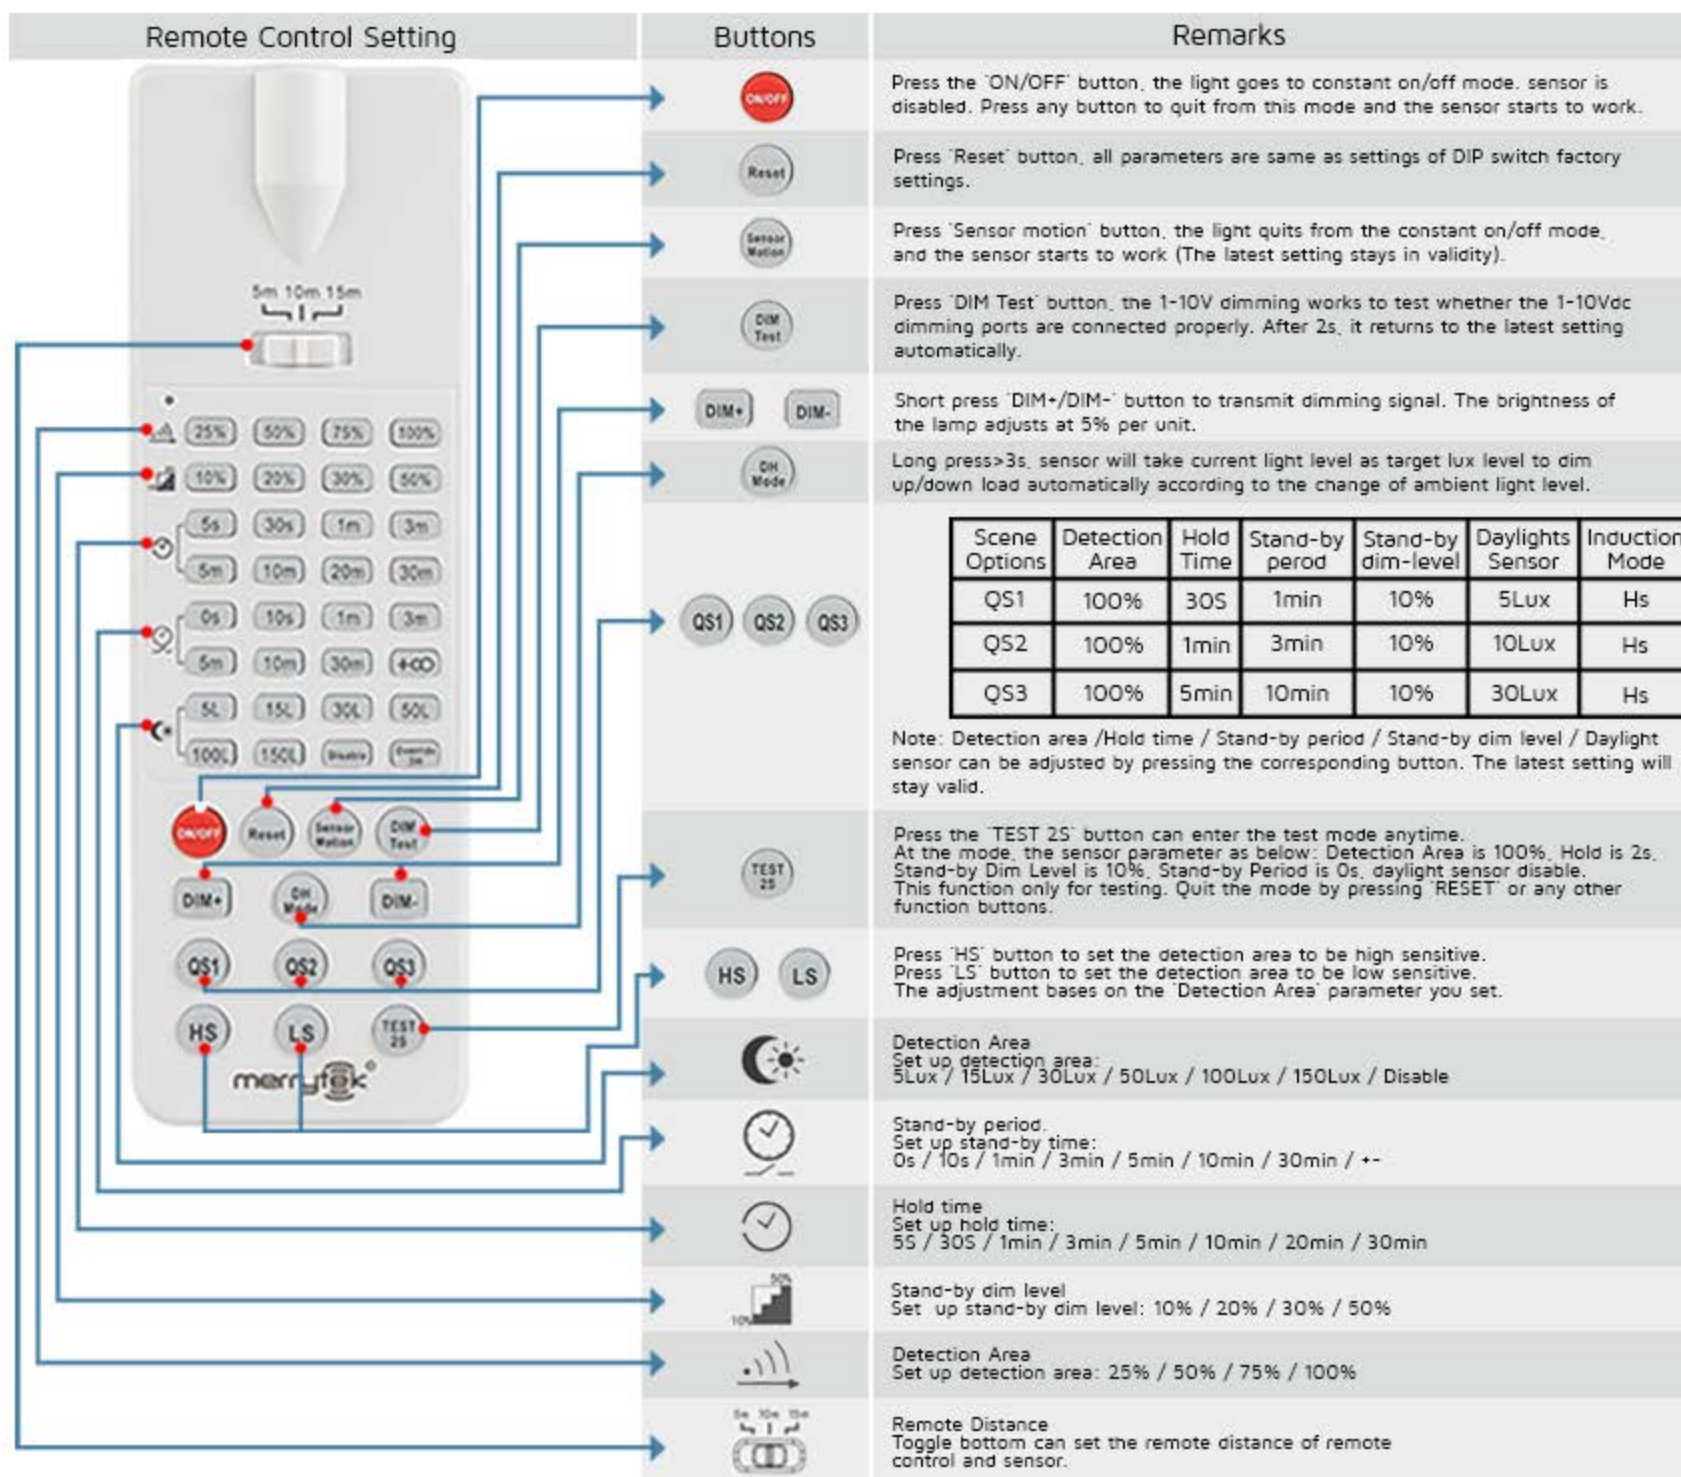 Remote Control Setting
Buttons
Remarks
5m 10m 15m
25% 50% 75% 100%
10% 20% 30% 50%
5s 30s 1m 3m
5m 10m 20m 30m
0s 10s 1m 3m
5m 10m 30m +∞
5L 15L 30L 50L
100L 150L Disable
ON/OFF Reset Sensor Motion DIM Test
DIM+ DH Mode DIM-
QS1 QS2 QS3
HS LS TEST 2S
merrytek
ON/OFF
Press the 'ON/OFF' button, the light goes to constant on/off mode. sensor is
disabled. Press any button to quit from this mode and the sensor starts to work.
Reset
Press 'Reset' button, all parameters are same as settings of DIP switch factory
settings.
Sensor
Motion
Press 'Sensor motion' button, the light quits from the constant on/off mode,
and the sensor starts to work (The latest setting stays in validity).
DIM
Test
Press 'DIM Test' button, the 1-10V dimming works to test whether the 1-10Vdc
dimming ports are connected properly. After 2s, it returns to the latest setting
automatically.
DIM+ DIM-
Short press 'DIM+/DIM-' button to transmit dimming signal. The brightness of
the lamp adjusts at 5% per unit.
DH
Mode
Long press>3s, sensor will take current light level as target lux level to dim
up/down load automatically according to the change of ambient light level.
QS1 QS2 QS3
Scene Options Detection Area Hold Time Stand-by perod Stand-by dim-level Daylights Sensor Induction Mode
QS1 100% 30S 1min 10% 5Lux Hs
QS2 100% 1min 3min 10% 10Lux Hs
QS3 100% 5min 10min 10% 30Lux Hs
Note: Detection area /Hold time / Stand-by period / Stand-by dim level / Daylight
sensor can be adjusted by pressing the corresponding button. The latest setting will
stay valid.
TEST
2S
Press the 'TEST 2S' button can enter the test mode anytime.
At the mode, the sensor parameter as below: Detection Area is 100%, Hold is 2s,
Stand-by Dim Level is 10%, Stand-by Period is 0s, daylight sensor disable.
This function only for testing. Quit the mode by pressing 'RESET' or any other
function buttons.
HS LS
Press 'HS' button to set the detection area to be high sensitive.
Press 'LS' button to set the detection area to be low sensitive.
The adjustment bases on the 'Detection Area' parameter you set.
Detection Area
Set up detection area:
5Lux / 15Lux / 30Lux / 50Lux / 100Lux / 150Lux / Disable
Stand-by period.
Set up stand-by time:
0s / 10s / 1min / 3min / 5min / 10min / 30min / +-
Hold time
Set up hold time:
5S / 30S / 1min / 3min / 5min / 10min / 20min / 30min
50%
10%
Stand-by dim level
Set up stand-by dim level: 10% / 20% / 30% / 50%
Detection Area
Set up detection area: 25% / 50% / 75% / 100%
5m 10m 15m
Remote Distance
Toggle bottom can set the remote distance of remote
control and sensor.